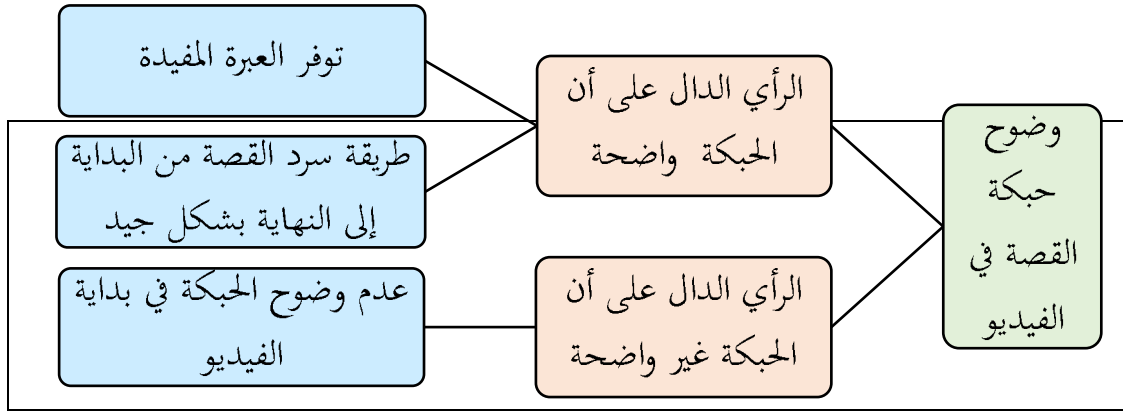 وضوح
حبكة
القصة في
الفيديو
الرأي الدال على أن
الحبكة واضحة
توفر العبرة المفيدة
طريقة سرد القصة من البداية
إلى النهاية بشكل جيد
الرأي الدال على أن
الحبكة غير واضحة
عدم وضوح الحبكة في بداية
الفيديو